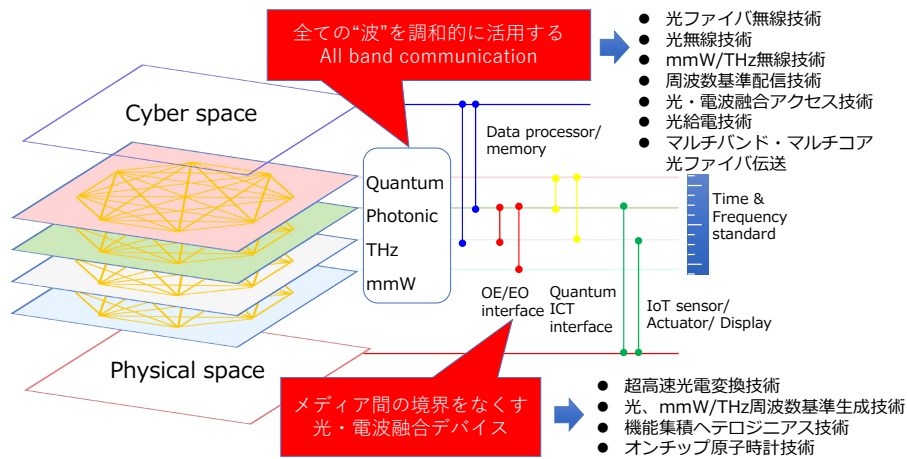 全ての“波”を調和的に活用する
All band communication
● 光ファイバ無線技術
● 光無線技術
● mmW/THz無線技術
● 周波数基準配信技術
● 光・電波融合アクセス技術
● 光給電技術
● マルチバンド・マルチコア
光ファイバ伝送
Cyber space
Data processor/
memory
Quantum
Photonic
THz
mmW
Time &
Frequency
standard
OE/EO
interface
Quantum
ICT
interface
IoT sensor/
Actuator/ Display
Physical space
メディア間の境界をなくす
光・電波融合デバイス
● 超高速光電変換技術
● 光、mmW/THz周波数基準生成技術
● 機能集積ヘテロジニアス技術
● オンチップ原子時計技術